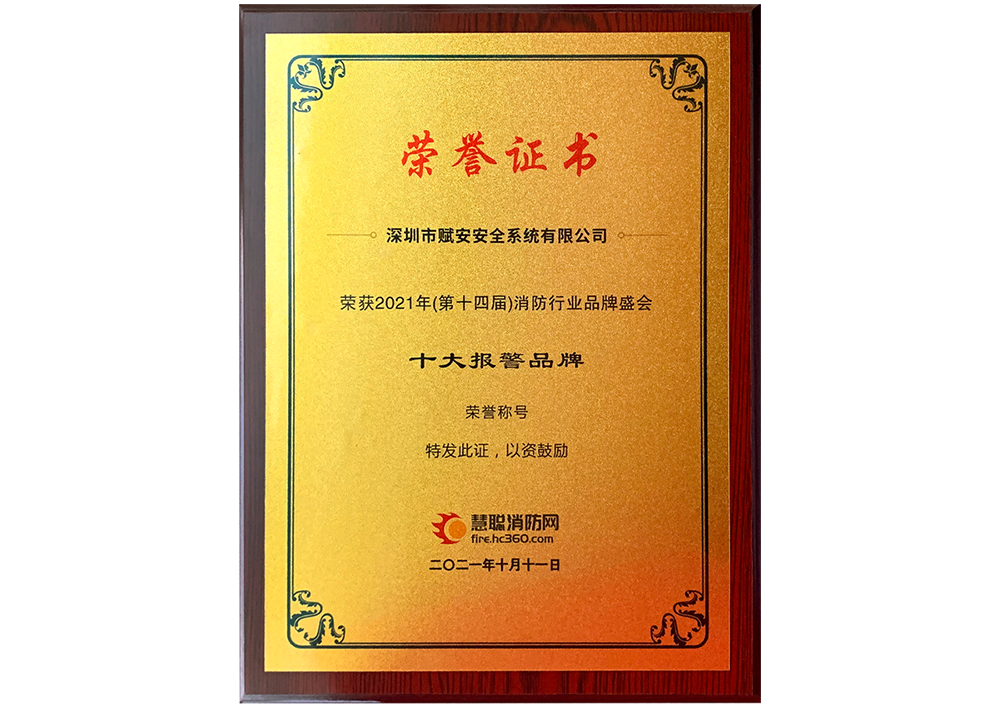 荣誉证书
深圳市赋安安全系统有限公司
荣获2021年(第十四届)消防行业品牌盛会
十大报警品牌
荣誉称号
特发此证，以资鼓励
慧聪消防网
fire.hc360.com
二〇二一年十月十一日